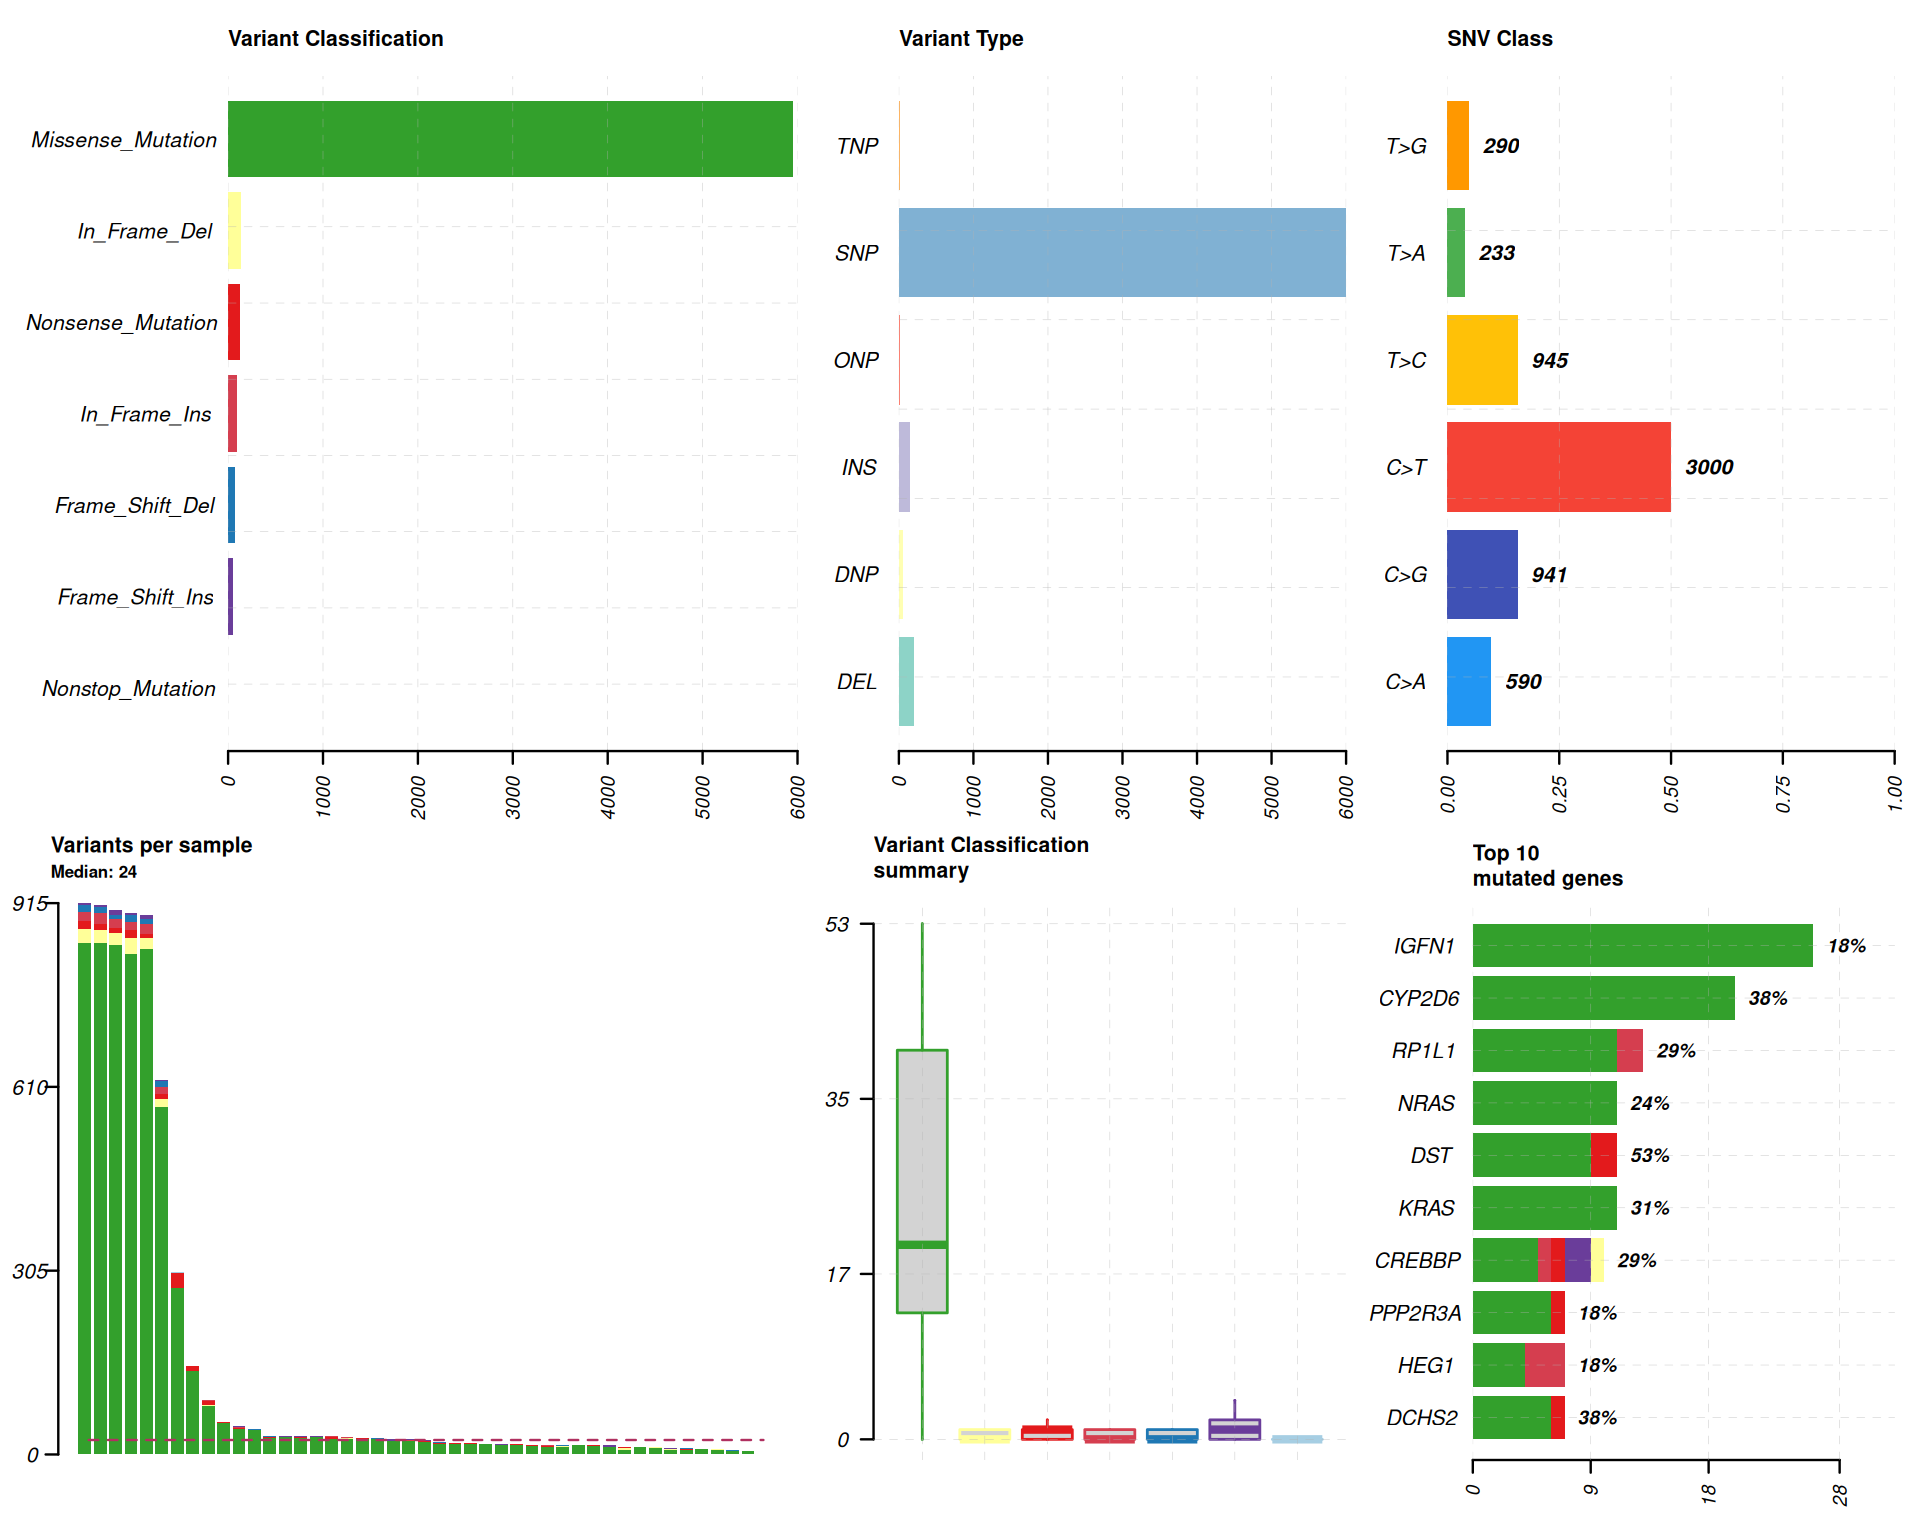 Variant Classification
Missense_Mutation
In_Frame_Del
Nonsense_Mutation
In_Frame_Ins
Frame_Shift_Del
Frame_Shift_Ins
Nonstop_Mutation
0 1000 2000 3000 4000 5000 6000
Variant Type
TNP
SNP
ONP
INS
DNP
DEL
0 1000 2000 3000 4000 5000 6000
SNV Class
T>G 290
T>A 233
T>C 945
C>T 3000
C>G 941
C>A 590
0.00 0.25 0.50 0.75 1.00
Variants per sample
Median: 24
915
610
305
0
Variant Classification
summary
53
35
17
0
Top 10
mutated genes
IGFN1 18%
CYP2D6 38%
RP1L1 29%
NRAS 24%
DST 53%
KRAS 31%
CREBBP 29%
PPP2R3A 18%
HEG1 18%
DCHS2 38%
0 9 18 28